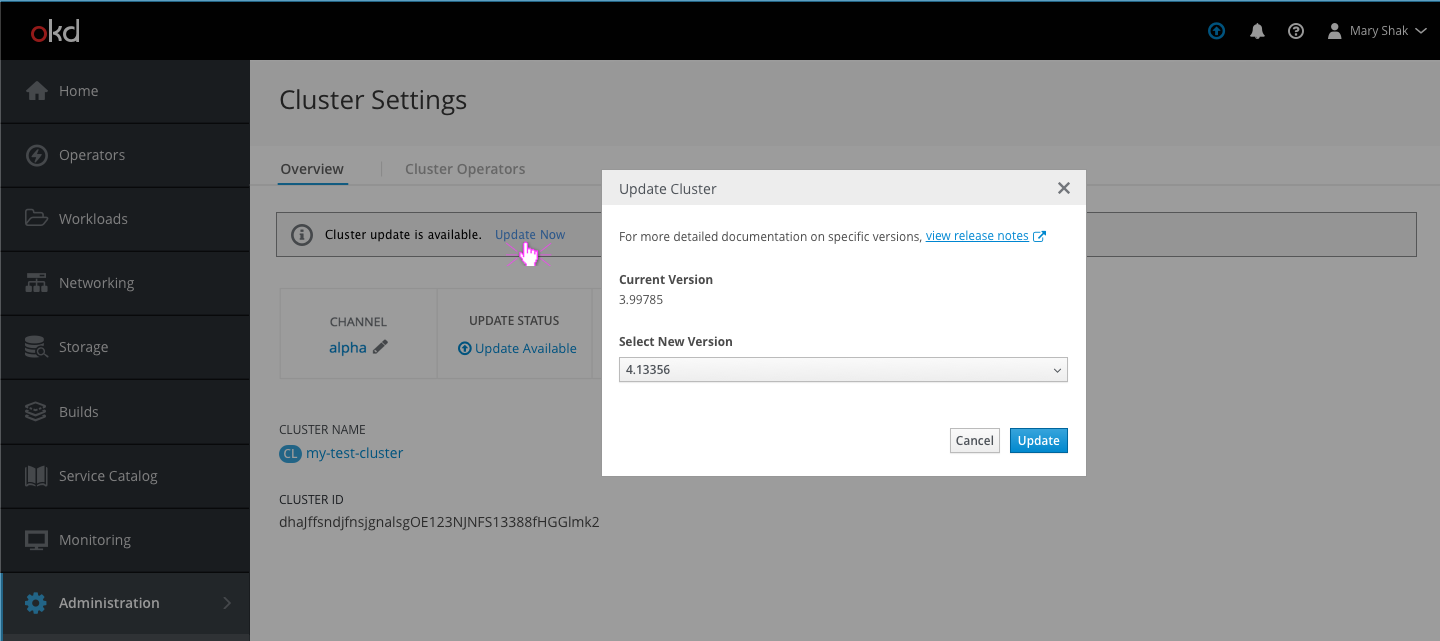 okd
Mary Shak
Home
Operators
Workloads
Networking
Storage
Builds
Service Catalog
Monitoring
Administration
Cluster Settings
Overview
Cluster Operators
Cluster update is available. Update Now
CHANNEL
alpha
UPDATE STATUS
Update Available
CLUSTER NAME
CL my-test-cluster
CLUSTER ID
dhaJffsndjfnsjgnalsgOE123NJNFS13388fHGGlmk2
Update Cluster
For more detailed documentation on specific versions, view release notes
Current Version
3.99785
Select New Version
4.13356
Cancel
Update